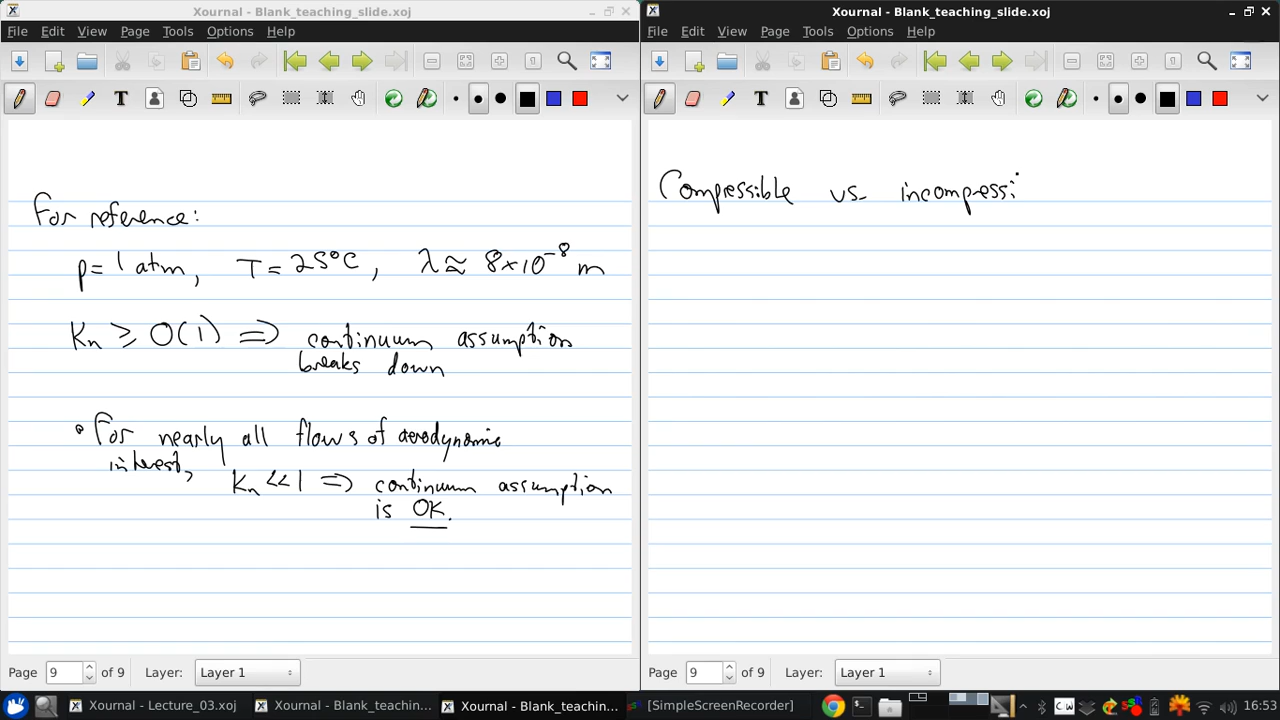 Xournal - Blank_teaching_slide.xoj
File Edit View Page Tools Options Help
For reference:
p = 1 atm, T = 25°C, λ ≈ 8×10⁻⁸ m
Kn ≥ O(1) ⟹ continuum assumption
breaks down
• For nearly all flows of aerodynamic
interest,
Kn << 1 ⟹ continuum assumption
is OK.
Page 9 of 9 Layer: Layer 1
Xournal - Blank_teaching_slide.xoj
File Edit View Page Tools Options Help
Compressible vs. incompressi
Page 9 of 9 Layer: Layer 1
Xournal - Lecture_03.xoj Xournal - Blank_teaching... Xournal - Blank_teachin... [SimpleScreenRecorder] 16:53